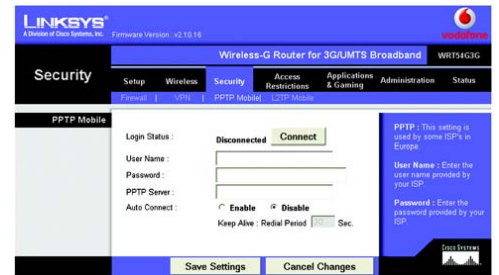 LINKSYS®
A Division of Cisco Systems, Inc.
Firmware Version : v2.10.16
vodafone
Wireless-G Router for 3G/UMTS Broadband WRT54G3G
Security
Setup Wireless Security Access Restrictions Applications & Gaming Administration Status
Firewall | VPN | PPTP Mobile | L2TP Mobile
PPTP Mobile
Login Status : Disconnected Connect
User Name :
Password :
PPTP Server :
Auto Connect : Enable Disable
Keep Alive : Redial Period 30 Sec.
PPTP : This
setting is
used by some ISP's in
Europe.
User Name : Enter the
user name provided by
your ISP.
Password : Enter the
password provided by your
ISP.
Save Settings Cancel Changes
CISCO SYSTEMS